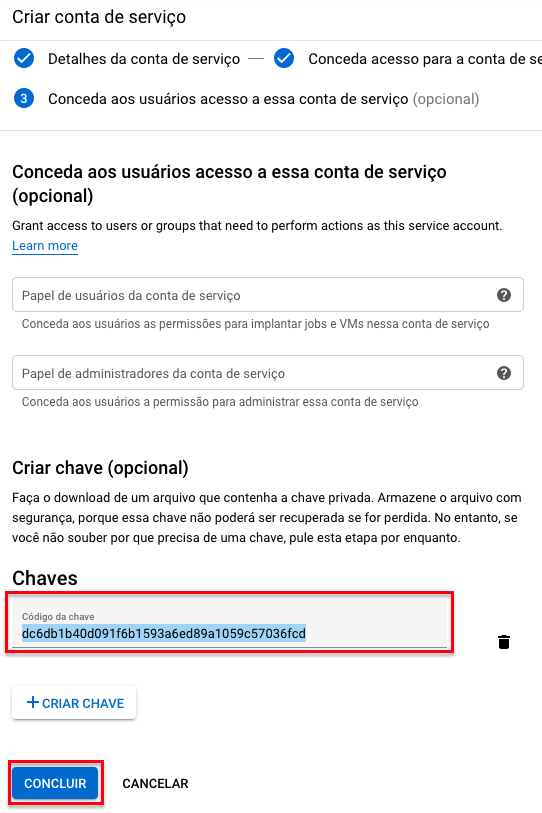 Criar conta de serviço
Detalhes da conta de serviço — Conceda acesso para a conta de se
3 Conceda aos usuários acesso a essa conta de serviço (opcional)
Conceda aos usuários acesso a essa conta de serviço
(opcional)
Grant access to users or groups that need to perform actions as this service account.
Learn more
Papel de usuários da conta de serviço
Conceda aos usuários as permissões para implantar jobs e VMs nessa conta de serviço
Papel de administradores da conta de serviço
Conceda aos usuários a permissão para administrar essa conta de serviço
Criar chave (opcional)
Faça o download de um arquivo que contenha a chave privada. Armazene o arquivo com
segurança, porque essa chave não poderá ser recuperada se for perdida. No entanto, se
você não souber por que precisa de uma chave, pule esta etapa por enquanto.
Chaves
Código da chave
dc6db1b40d091f6b1593a6ed89a1059c57036fcd
+ CRIAR CHAVE
CONCLUIR CANCELAR